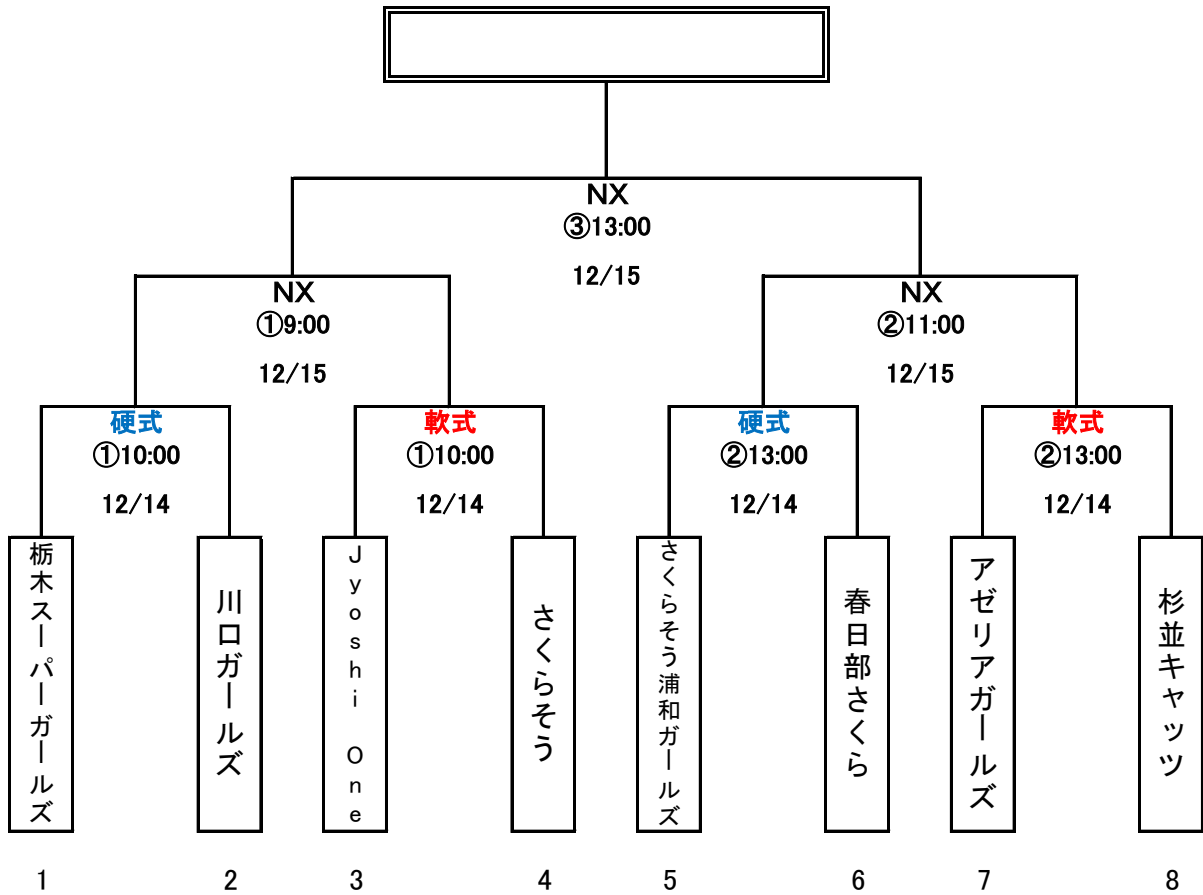 NX
③13:00
12/15
NX
①9:00
12/15
NX
②11:00
12/15
硬式
①10:00
12/14
軟式
①10:00
12/14
硬式
②13:00
12/14
軟式
②13:00
12/14
栃木スーパーガールズ
川口ガールズ
Jyoshi One
さくらそう
さくらそう浦和ガールズ
春日部さくら
アゼリアガールズ
杉並キャッツ
1
2
3
4
5
6
7
8